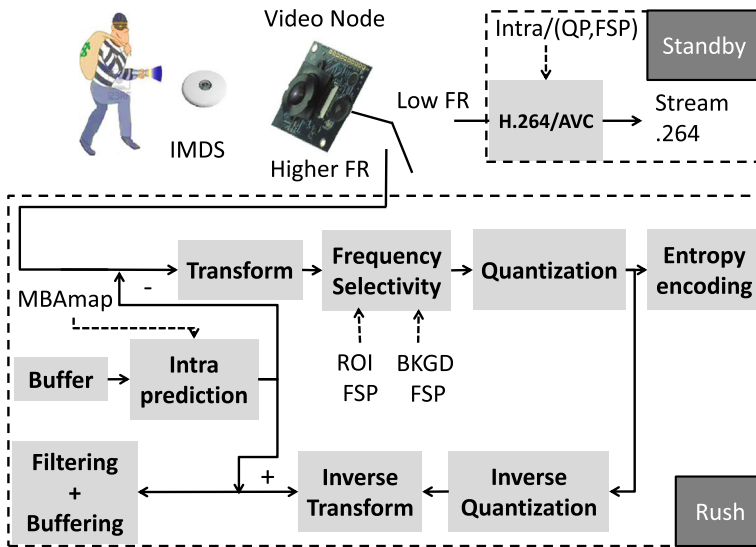 Video Node
Intra/(QP,FSP)
Standby
Low FR
H.264/AVC
Stream
.264
IMDS
Higher FR
$
Transform
Frequency
Selectivity
Quantization
Entropy
encoding
-
MBAmap
Buffer
Intra
prediction
ROI
FSP
BKGD
FSP
Filtering
+
Buffering
+
Inverse
Transform
Inverse
Quantization
Rush